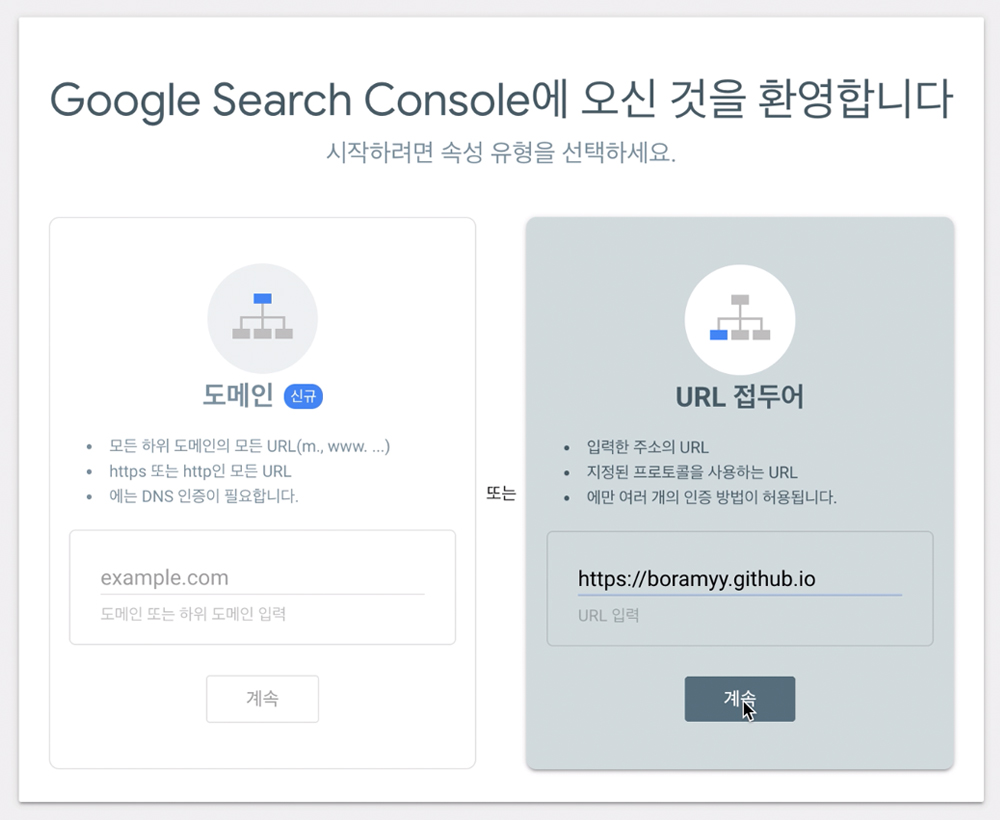 Google Search Console에 오신 것을 환영합니다
시작하려면 속성 유형을 선택하세요.
도메인 신규
• 모든 하위 도메인의 모든 URL(m., www. ...)
• https 또는 http인 모든 URL
• 에는 DNS 인증이 필요합니다.
example.com
도메인 또는 하위 도메인 입력
계속
또는
URL 접두어
• 입력한 주소의 URL
• 지정된 프로토콜을 사용하는 URL
• 에만 여러 개의 인증 방법이 허용됩니다.
https://boramyy.github.io
URL 입력
계속